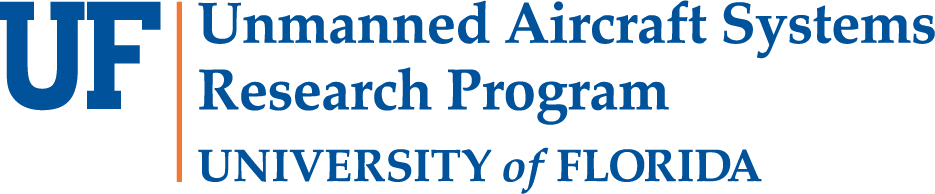 UF
Unmanned Aircraft Systems
Research Program
UNIVERSITY of FLORIDA